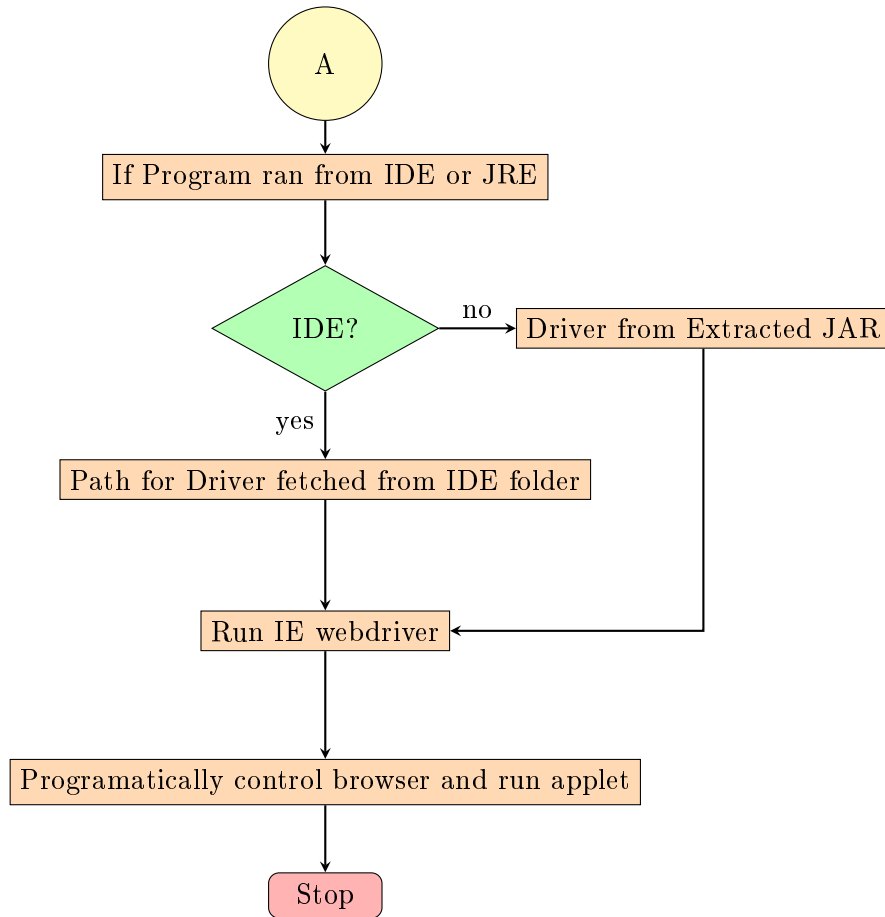 A
If Program ran from IDE or JRE
IDE?
no
Driver from Extracted JAR
yes
Path for Driver fetched from IDE folder
Run IE webdriver
Programatically control browser and run applet
Stop